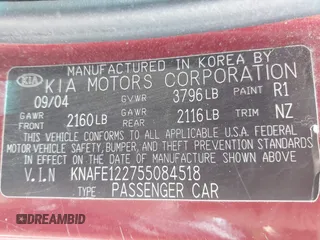 MANUFACTURED IN KOREA BY
KIA KIA MOTORS CORPORATION
09/04 GVWR 3796 LB PAINT R1
GAWR FRONT 2160 LB GAWR REAR 2116 LB TRIM NZ
THIS VEHICLE CONFORMS TO ALL APPLICABLE U.S.A. FEDERAL
MOTOR VEHICLE SAFETY, BUMPER, AND THEFT PREVENTION
STANDARDS IN EFFECT ON THE DATE OF MANUFACTURE SHOWN ABOVE.
V.I.N KNAFE122755084518
TYPE: PASSENGER CAR
DREAMBID